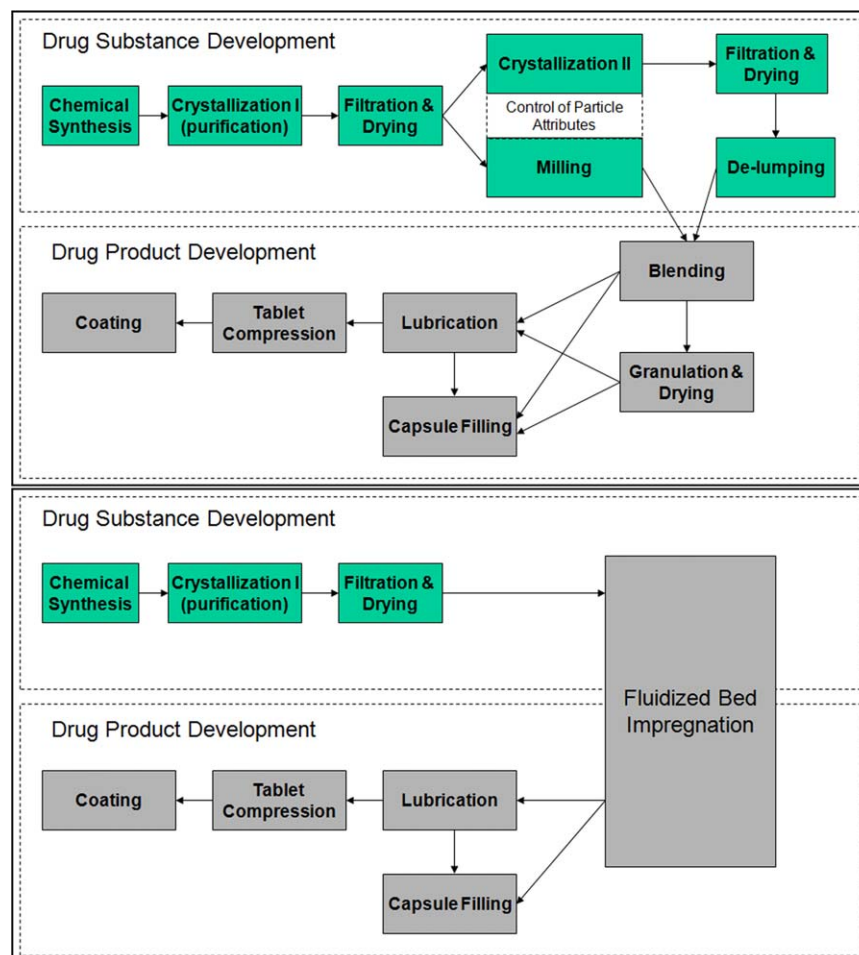 Drug Substance Development
Chemical
Synthesis
Crystallization I
(purification)
Filtration &
Drying
Crystallization II
Control of Particle
Attributes
Milling
Filtration &
Drying
De-lumping
Drug Product Development
Blending
Coating
Tablet
Compression
Lubrication
Granulation &
Drying
Capsule Filling
Drug Substance Development
Chemical
Synthesis
Crystallization I
(purification)
Filtration &
Drying
Fluidized Bed
Impregnation
Drug Product Development
Coating
Tablet
Compression
Lubrication
Capsule Filling